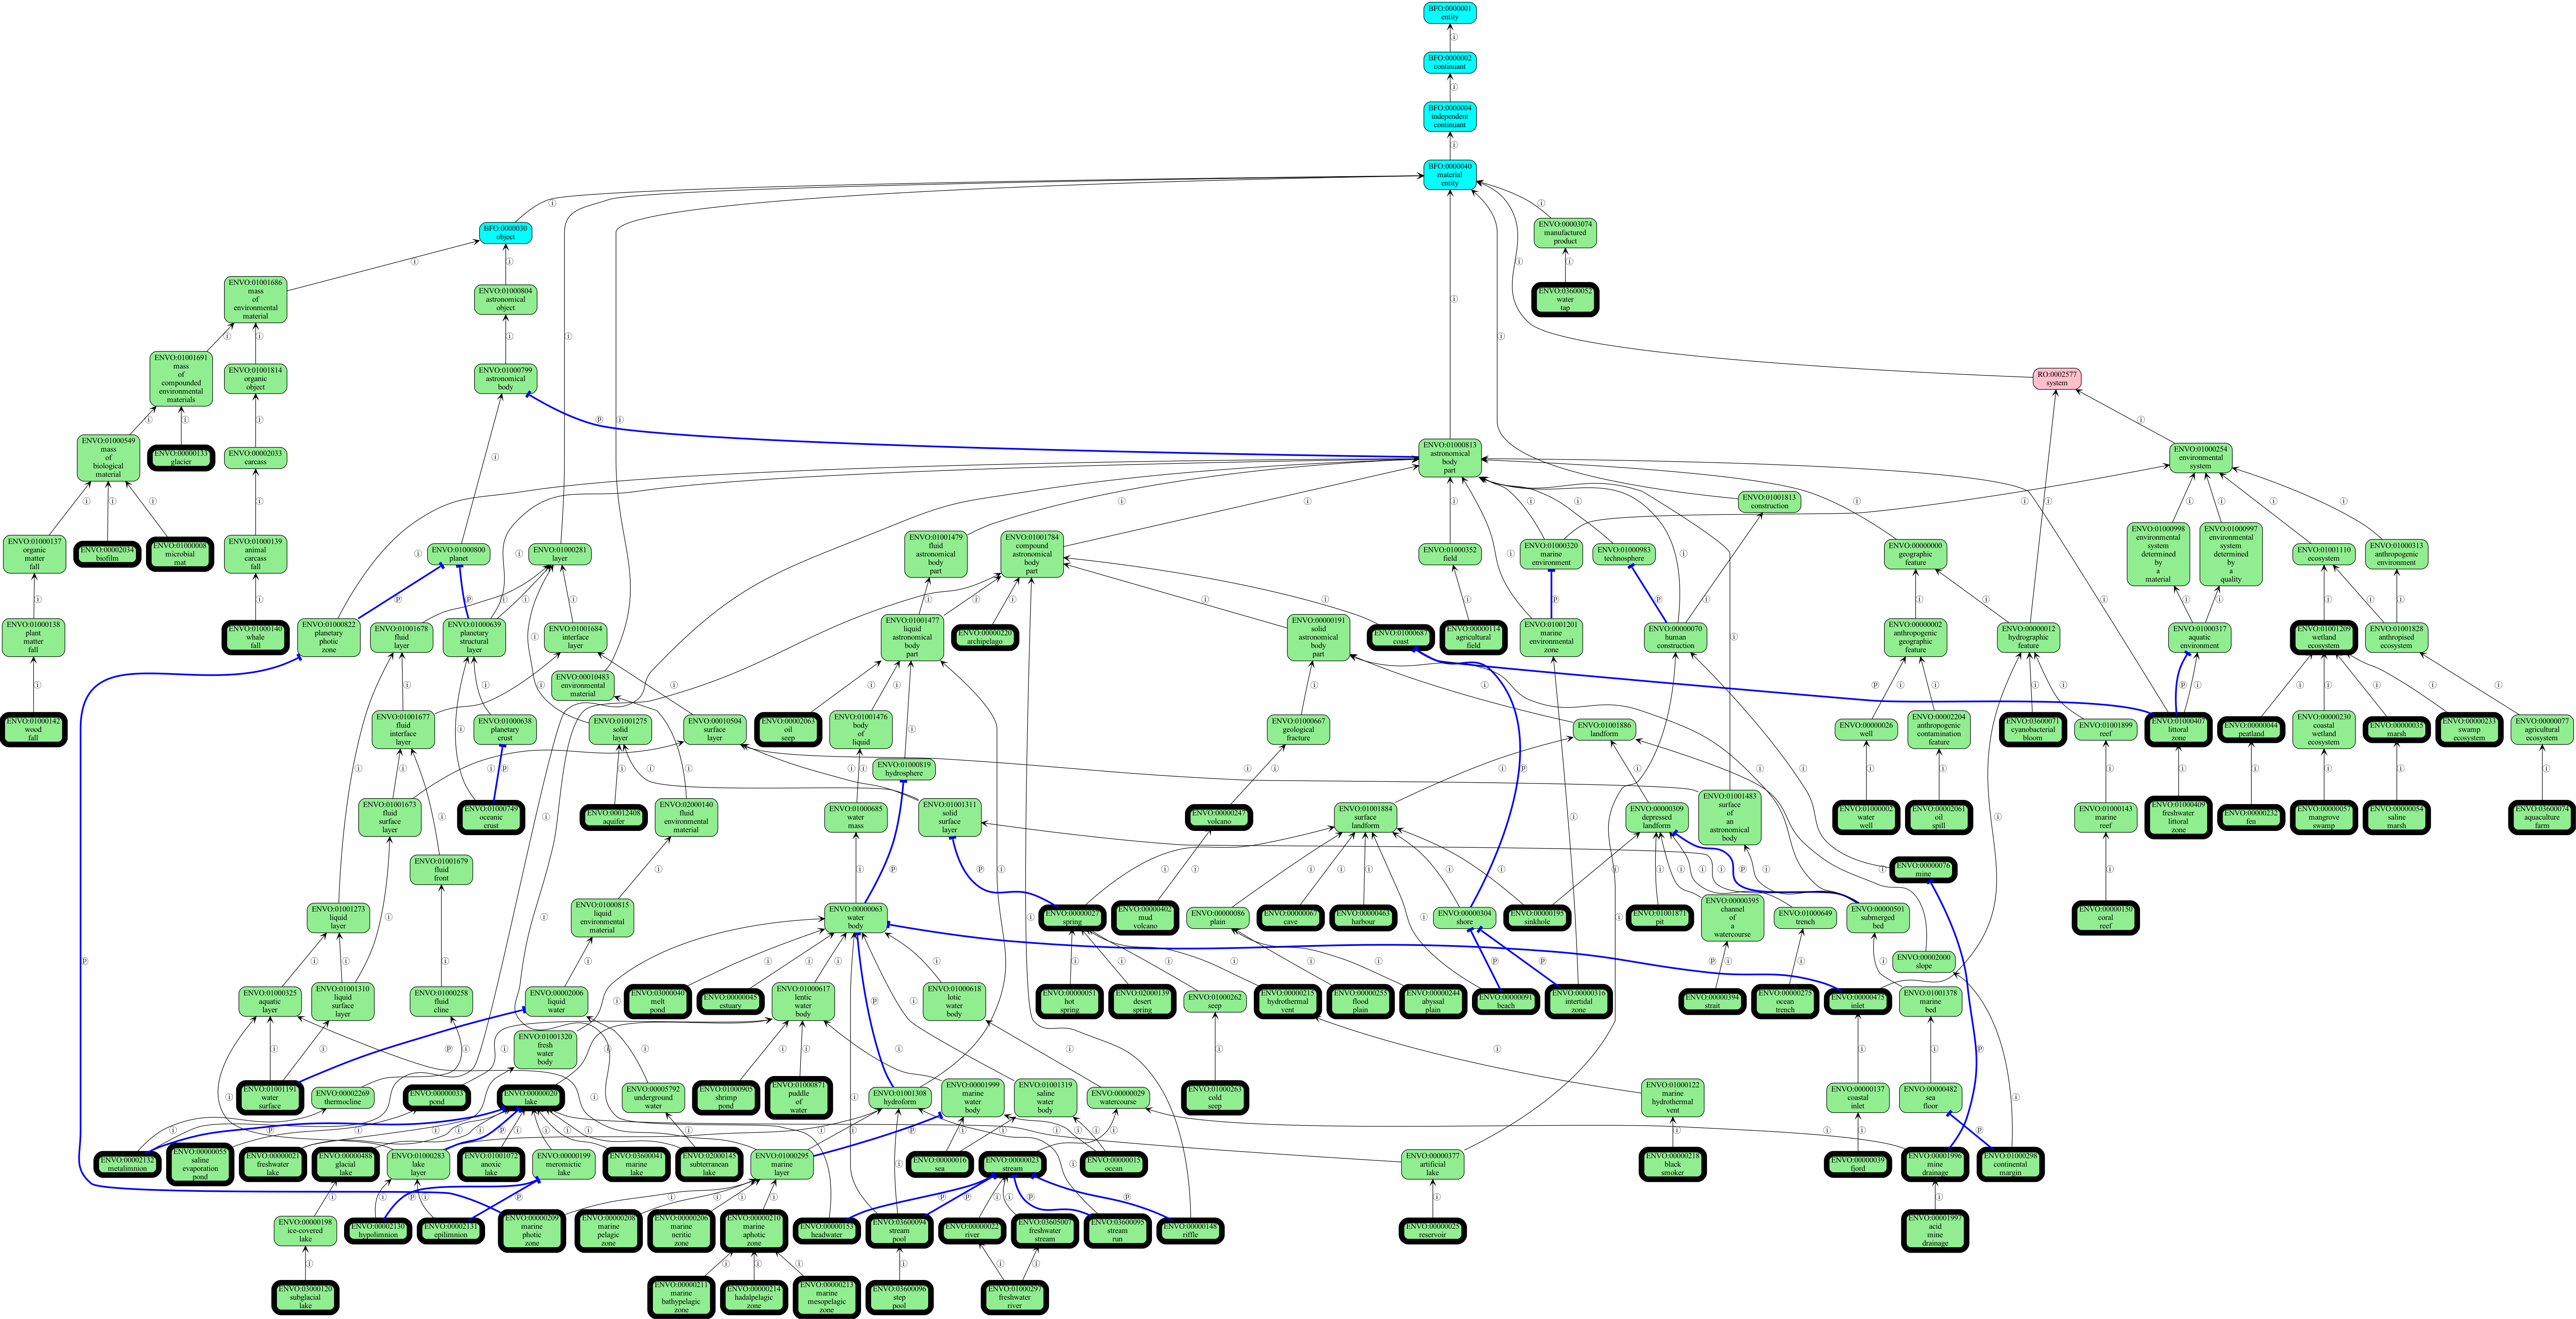 BFO:0000001
entity
BFO:0000002
continuant
BFO:0000004
independent
continuant
BFO:0000040
material
entity
BFO:0000030
object
ENVO:00003074
manufactured
product
ENVO:01001686
mass
of
environmental
material
ENVO:01000804
astronomical
object
ENVO:03600052
water
tap
ENVO:01001691
mass
of
compounded
environmental
materials
ENVO:01001814
organic
object
ENVO:01000799
astronomical
body
RO:0002577
system
ENVO:01000549
mass
of
biological
material
ENVO:00000133
glacier
ENVO:00002033
carcass
ENVO:01000813
astronomical
body
part
ENVO:01000254
environmental
system
ENVO:01001813
construction
ENVO:01000137
organic
matter
fall
ENVO:00002034
biofilm
ENVO:01000008
microbial
mat
ENVO:01000139
animal
carcass
fall
ENVO:01000800
planet
ENVO:01000281
layer
ENVO:01001479
fluid
astronomical
body
part
ENVO:01001784
compound
astronomical
body
part
ENVO:01000352
field
ENVO:01000320
marine
environment
ENVO:01000983
technosphere
ENVO:00000000
geographic
feature
ENVO:01000998
environmental
system
determined
by
a
material
ENVO:01000997
environmental
system
determined
by
a
quality
ENVO:01001110
ecosystem
ENVO:01000313
anthropogenic
environment
ENVO:01000138
plant
matter
fall
ENVO:01000140
whale
fall
ENVO:01000822
planetary
photic
zone
ENVO:01001678
fluid
layer
ENVO:01000639
planetary
structural
layer
ENVO:01001684
interface
layer
ENVO:01001477
liquid
astronomical
body
part
ENVO:00000220
archipelago
ENVO:00000191
solid
astronomical
body
part
ENVO:01000687
coast
ENVO:00000114
agricultural
field
ENVO:01001201
marine
environmental
zone
ENVO:00000070
human
construction
ENVO:00000002
anthropogenic
geographic
feature
ENVO:00000012
hydrographic
feature
ENVO:01000317
aquatic
environment
ENVO:01001209
wetland
ecosystem
ENVO:01001828
anthropised
ecosystem
ENVO:00010483
environmental
material
ENVO:01000142
wood
fall
ENVO:01001677
fluid
interface
layer
ENVO:01000638
planetary
crust
ENVO:01001275
solid
layer
ENVO:00010504
surface
layer
ENVO:00002063
oil
seep
ENVO:01001476
body
of
liquid
ENVO:01000667
geological
fracture
ENVO:01001886
landform
ENVO:00000026
well
ENVO:00002204
anthropogenic
contamination
feature
ENVO:03600071
cyanobacterial
bloom
ENVO:01001899
reef
ENVO:01000407
littoral
zone
ENVO:00000044
peatland
ENVO:00000230
coastal
wetland
ecosystem
ENVO:00000035
marsh
ENVO:00000233
swamp
ecosystem
ENVO:00000077
agricultural
ecosystem
ENVO:01000819
hydrosphere
ENVO:01001673
fluid
surface
layer
ENVO:01000749
oceanic
crust
ENVO:00012408
aquifer
ENVO:02000140
fluid
environmental
material
ENVO:01000685
water
mass
ENVO:01001311
solid
surface
layer
ENVO:00000247
volcano
ENVO:01001884
surface
landform
ENVO:00000309
depressed
landform
ENVO:01001483
surface
of
an
astronomical
body
ENVO:01000002
water
well
ENVO:00002061
oil
spill
ENVO:01000143
marine
reef
ENVO:01000409
freshwater
littoral
zone
ENVO:00000232
fen
ENVO:00000057
mangrove
swamp
ENVO:00000054
saline
marsh
ENVO:03600074
aquaculture
farm
ENVO:01001679
fluid
front
ENVO:00000076
mine
ENVO:01001273
liquid
layer
ENVO:01000815
liquid
environmental
material
ENVO:00000063
water
body
ENVO:00000027
spring
ENVO:00000402
mud
volcano
ENVO:00000086
plain
ENVO:00000067
cave
ENVO:00000463
harbour
ENVO:00000304
shore
ENVO:00000195
sinkhole
ENVO:01001871
pit
ENVO:00000395
channel
of
a
watercourse
ENVO:01000649
trench
ENVO:00000501
submerged
bed
ENVO:00000150
coral
reef
ENVO:00002000
slope
ENVO:01000325
aquatic
layer
ENVO:01001310
liquid
surface
layer
ENVO:01000258
fluid
cline
ENVO:00002006
liquid
water
ENVO:03000040
melt
pond
ENVO:00000045
estuary
ENVO:01000617
lentic
water
body
ENVO:01000618
lotic
water
body
ENVO:00000051
hot
spring
ENVO:02000139
desert
spring
ENVO:01000262
seep
ENVO:00000215
hydrothermal
vent
ENVO:00000255
flood
plain
ENVO:00000244
abyssal
plain
ENVO:00000091
beach
ENVO:00000316
intertidal
zone
ENVO:00000394
strait
ENVO:00000275
ocean
trench
ENVO:00000475
inlet
ENVO:01001378
marine
bed
ENVO:01001320
fresh
water
body
ENVO:01001191
water
surface
ENVO:00002269
thermocline
ENVO:00000033
pond
ENVO:00000020
lake
ENVO:00005792
underground
water
ENVO:01000905
shrimp
pond
ENVO:01000871
puddle
of
water
ENVO:01001308
hydroform
ENVO:00001999
marine
water
body
ENVO:01001319
saline
water
body
ENVO:00000029
watercourse
ENVO:01000263
cold
seep
ENVO:01000122
marine
hydrothermal
vent
ENVO:00000137
coastal
inlet
ENVO:00000482
sea
floor
ENVO:00002132
metalimnion
ENVO:00000055
saline
evaporation
pond
ENVO:00000021
freshwater
lake
ENVO:00000488
glacial
lake
ENVO:01000283
lake
layer
ENVO:01001072
anoxic
lake
ENVO:00000199
meromictic
lake
ENVO:03600041
marine
lake
ENVO:02000145
subterranean
lake
ENVO:01000295
marine
layer
ENVO:00000016
sea
ENVO:00000023
stream
ENVO:00000015
ocean
ENVO:00000377
artificial
lake
ENVO:00000218
black
smoker
ENVO:00000039
fjord
ENVO:00001996
mine
drainage
ENVO:01000298
continental
margin
ENVO:00000198
ice-covered
lake
ENVO:00002130
hypolimnion
ENVO:00002131
epilimnion
ENVO:00000209
marine
photic
zone
ENVO:00000208
marine
pelagic
zone
ENVO:00000206
marine
neritic
zone
ENVO:00000210
marine
aphotic
zone
ENVO:00000153
headwater
ENVO:03600094
stream
pool
ENVO:00000022
river
ENVO:03605007
freshwater
stream
ENVO:03600095
stream
run
ENVO:00000148
riffle
ENVO:00000025
reservoir
ENVO:00001997
acid
mine
drainage
ENVO:03000120
subglacial
lake
ENVO:00000211
marine
bathypelagic
zone
ENVO:00000214
hadalpelagic
zone
ENVO:00000213
marine
mesopelagic
zone
ENVO:03600096
step
pool
ENVO:01000297
freshwater
river